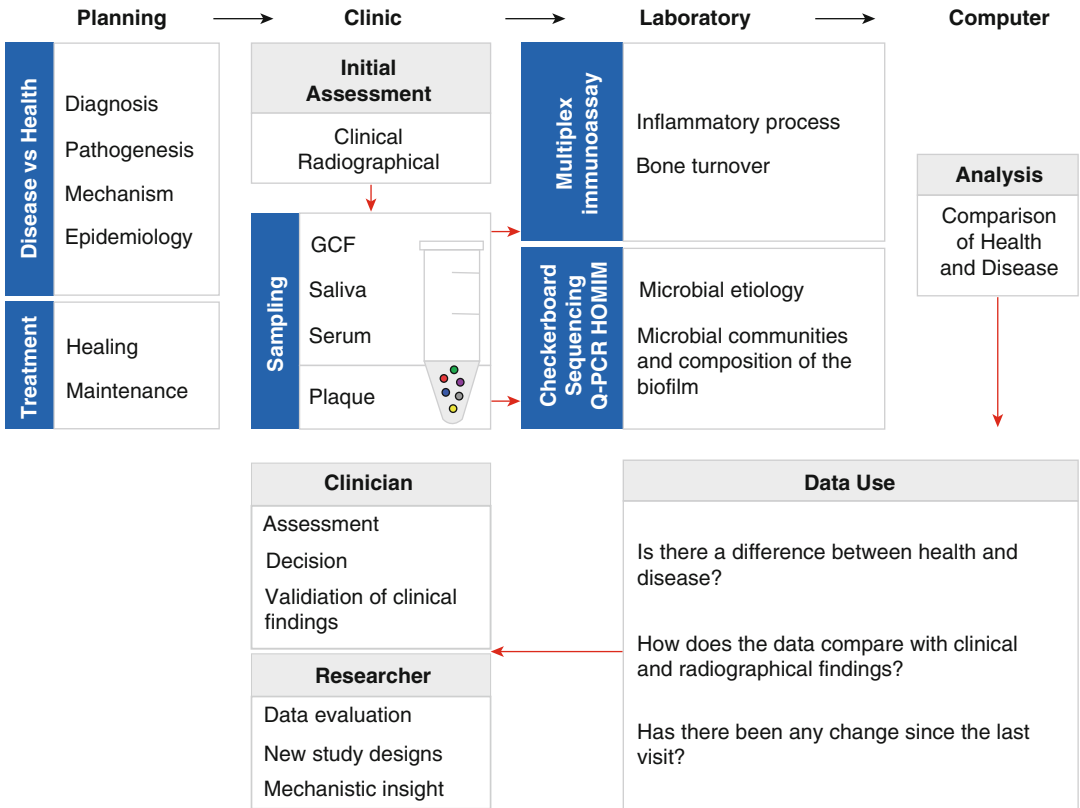 Planning
Clinic
Laboratory
Computer
Disease vs Health
Diagnosis
Pathogenesis
Mechanism
Epidemiology
Treatment
Healing
Maintenance
Initial
Assessment
Clinical
Radiographical
Sampling
GCF
Saliva
Serum
Plaque
Multiplex
immunoassay
Inflammatory process
Bone turnover
Checkerboard
Sequencing
Q-PCR HOMIM
Microbial etiology
Microbial communities
and composition of the
biofilm
Analysis
Comparison
of Health
and Disease
Data Use
Is there a difference between health and
disease?
How does the data compare with clinical
and radiographical findings?
Has there been any change since the last
visit?
Clinician
Assessment
Decision
Validiation of clinical
findings
Researcher
Data evaluation
New study designs
Mechanistic insight